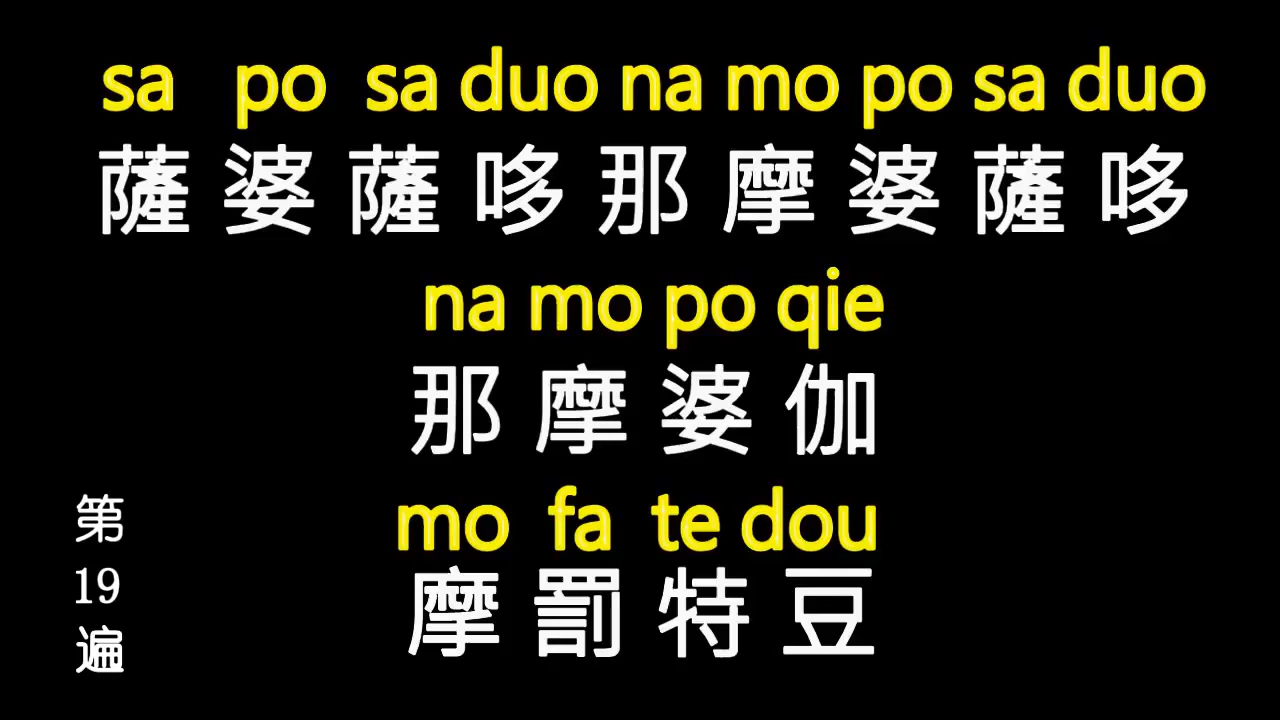 sa po sa duo na mo po sa duo
薩婆薩哆那摩婆薩哆
na mo po qie
那摩婆伽
mo fa te dou
摩罰特豆
第
19
遍